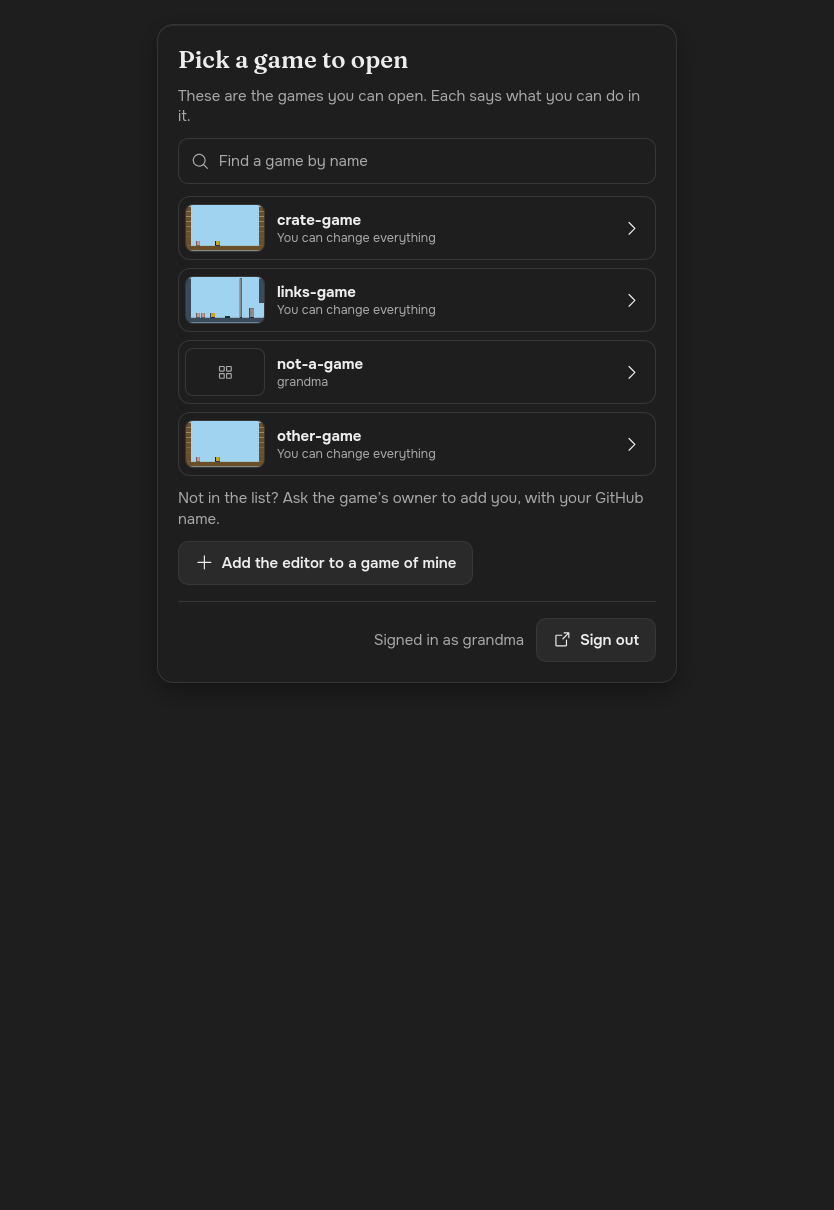 Pick a game to open
These are the games you can open. Each says what you can do in
it.
Find a game by name
crate-game
You can change everything
links-game
You can change everything
not-a-game
grandma
other-game
You can change everything
Not in the list? Ask the game’s owner to add you, with your GitHub
name.
Add the editor to a game of mine
Signed in as grandma
Sign out